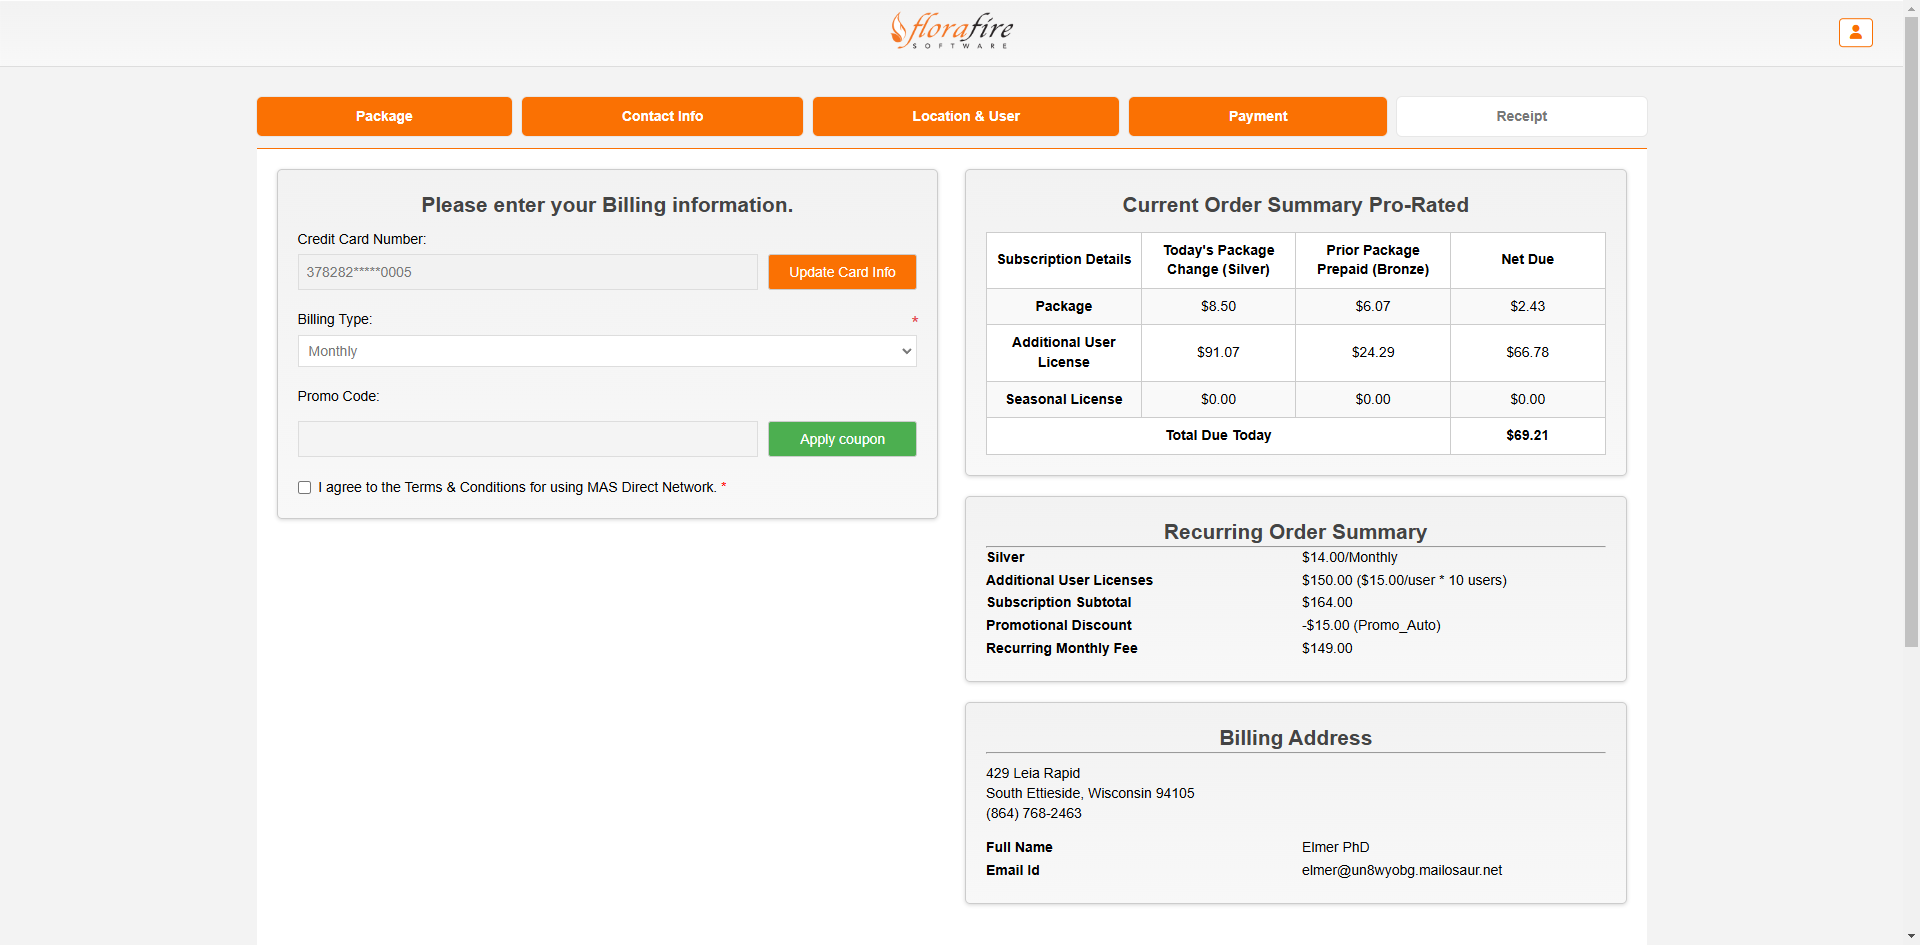 florafire
SOFTWARE
Package
Contact Info
Location & User
Payment
Receipt
Please enter your Billing information.
Credit Card Number:
378282*****0005
Update Card Info
Billing Type:
*
Monthly
Promo Code:
Apply coupon
I agree to the Terms & Conditions for using MAS Direct Network. *
Current Order Summary Pro-Rated
Subscription Details
Today's Package
Change (Silver)
Prior Package
Prepaid (Bronze)
Net Due
Package
$8.50
$6.07
$2.43
Additional User
License
$91.07
$24.29
$66.78
Seasonal License
$0.00
$0.00
$0.00
Total Due Today
$69.21
Recurring Order Summary
Silver
$14.00/Monthly
Additional User Licenses
$150.00 ($15.00/user * 10 users)
Subscription Subtotal
$164.00
Promotional Discount
-$15.00 (Promo_Auto)
Recurring Monthly Fee
$149.00
Billing Address
429 Leia Rapid
South Ettieside, Wisconsin 94105
(864) 768-2463
Full Name
Elmer PhD
Email Id
elmer@un8wyobg.mailosaur.net